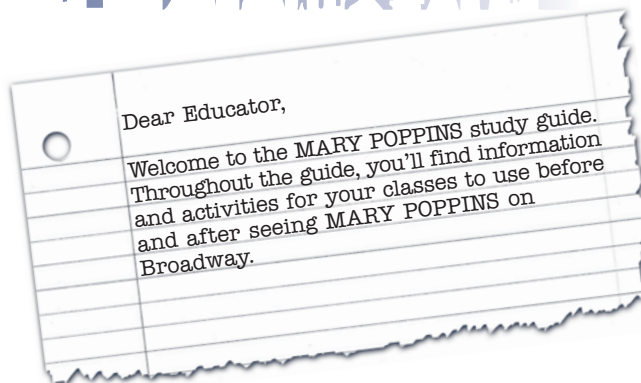 Dear Educator,
Welcome to the MARY POPPINS study guide.
Throughout the guide, you'll find information
and activities for your classes to use before
and after seeing MARY POPPINS on
Broadway.